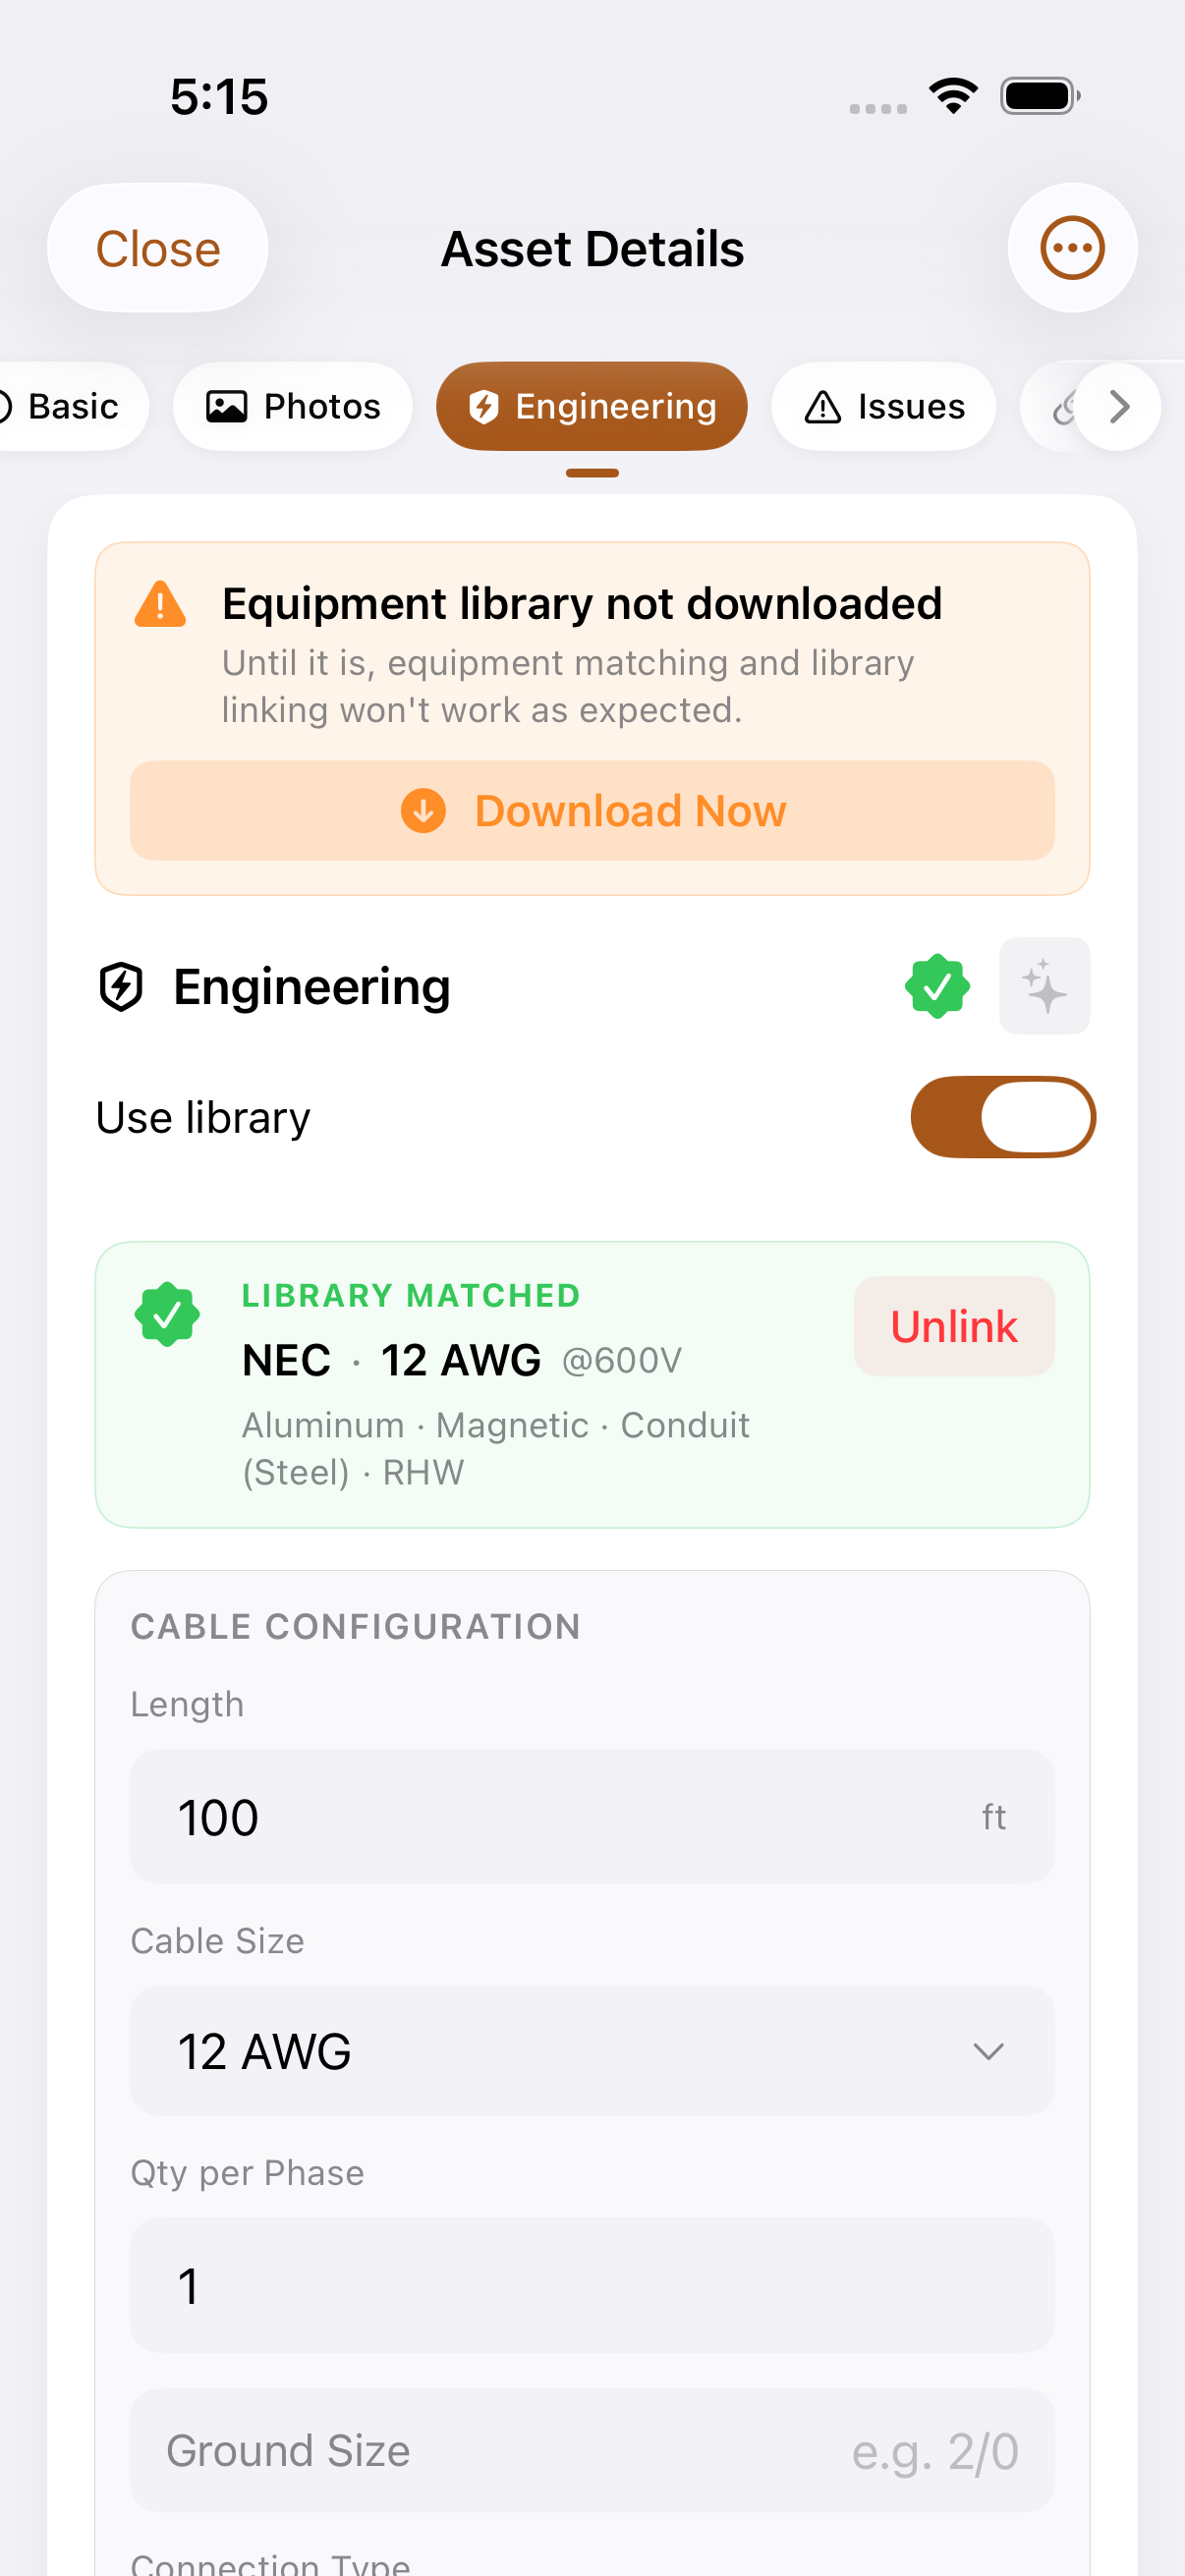 5:15
Close
Asset Details
Basic
Photos
Engineering
Issues
Equipment library not downloaded
Until it is, equipment matching and library
linking won't work as expected.
Download Now
Engineering
Use library
LIBRARY MATCHED
NEC · 12 AWG @600V
Unlink
Aluminum · Magnetic · Conduit
(Steel) · RHW
CABLE CONFIGURATION
Length
100
ft
Cable Size
12 AWG
Qty per Phase
1
Ground Size
e.g. 2/0
Connection Type